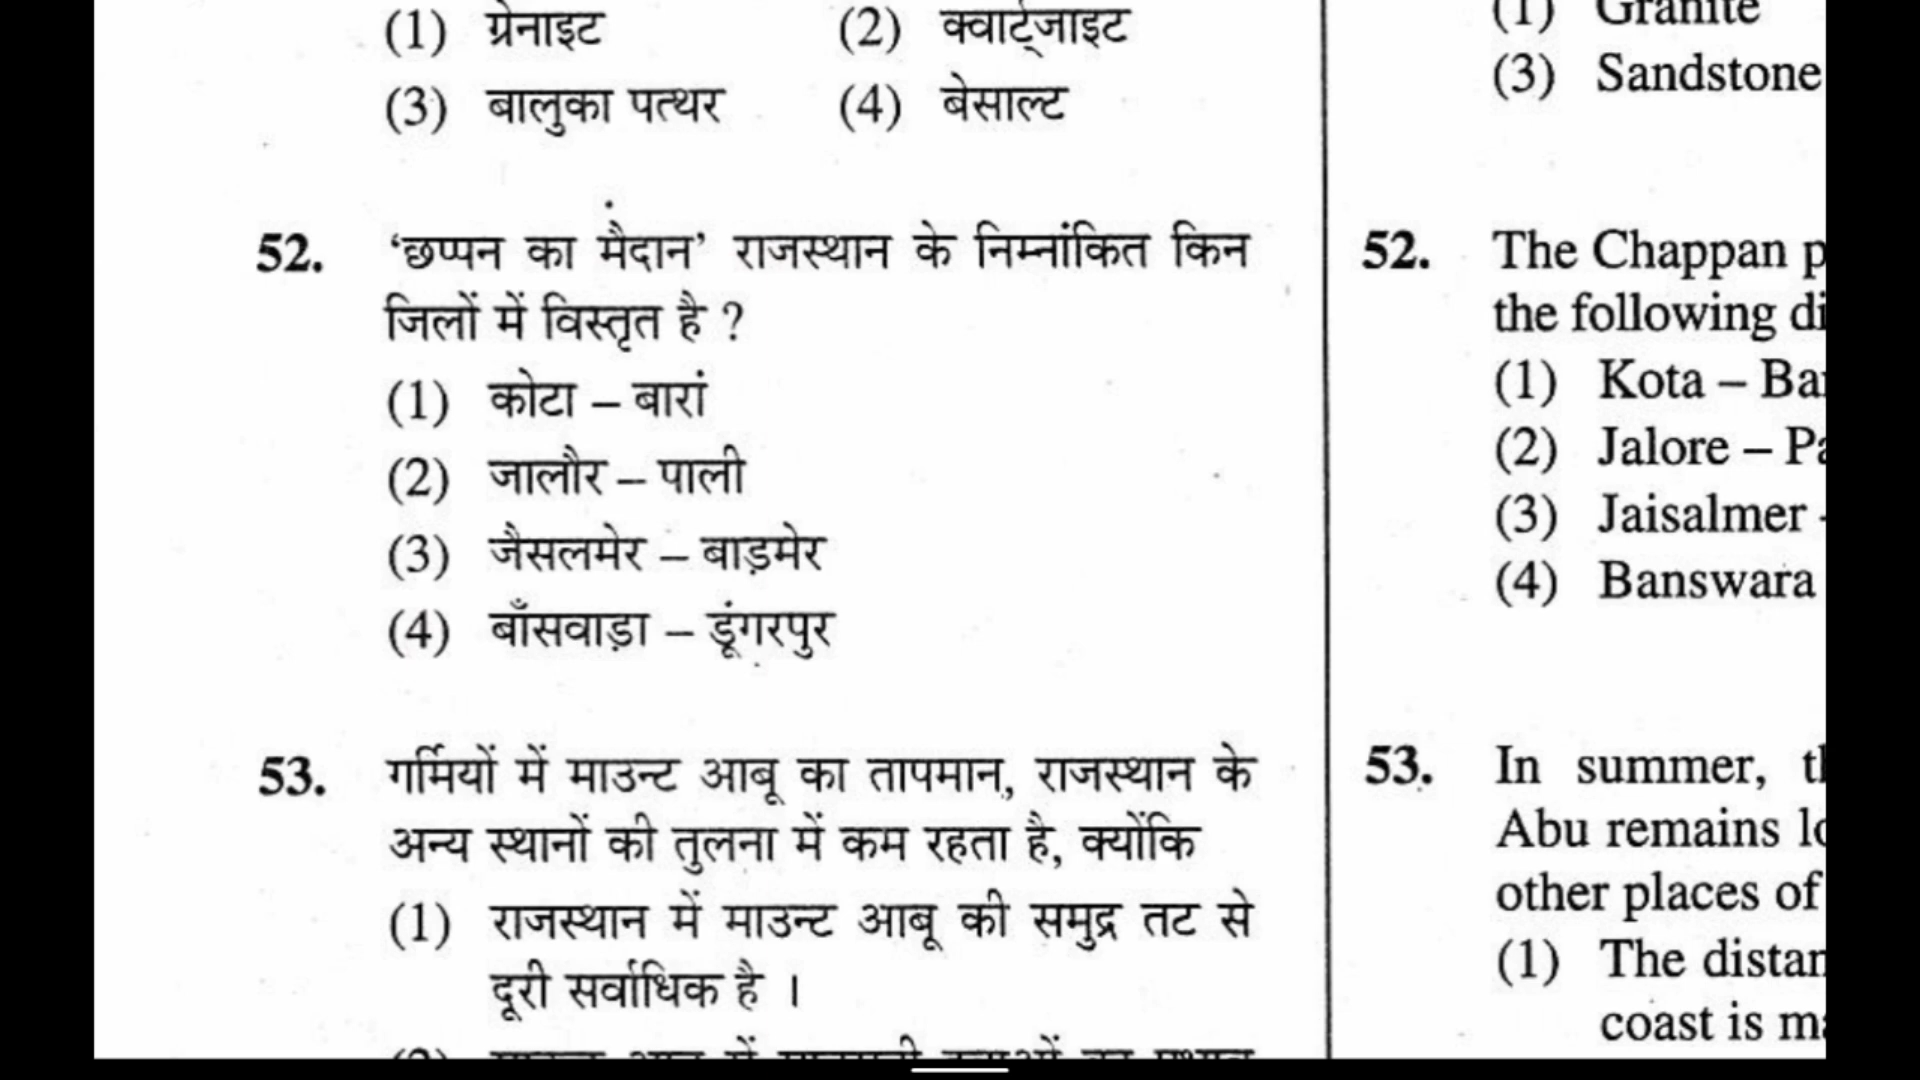 (1) ग्रेनाइट (2) क्वार्ट्जाइट
(3) बालुका पत्थर (4) बेसाल्ट
52. ‘छप्पन का मैदान’ राजस्थान के निम्नांकित किन
जिलों में विस्तृत है ?
(1) कोटा – बारां
(2) जालौर – पाली
(3) जैसलमेर – बाड़मेर
(4) बाँसवाड़ा – डूंगरपुर
53. गर्मियों में माउन्ट आबू का तापमान, राजस्थान के
अन्य स्थानों की तुलना में कम रहता है, क्योंकि
(1) राजस्थान में माउन्ट आबू की समुद्र तट से
दूरी सर्वाधिक है ।
(1) Granite
(3) Sandstone
52. The Chappan
the following
(1) Kota –
(2) Jalore –
(3) Jaisalmer
(4) Banswara
53. In summer,
Abu remains
other places of
(1) The
coast is